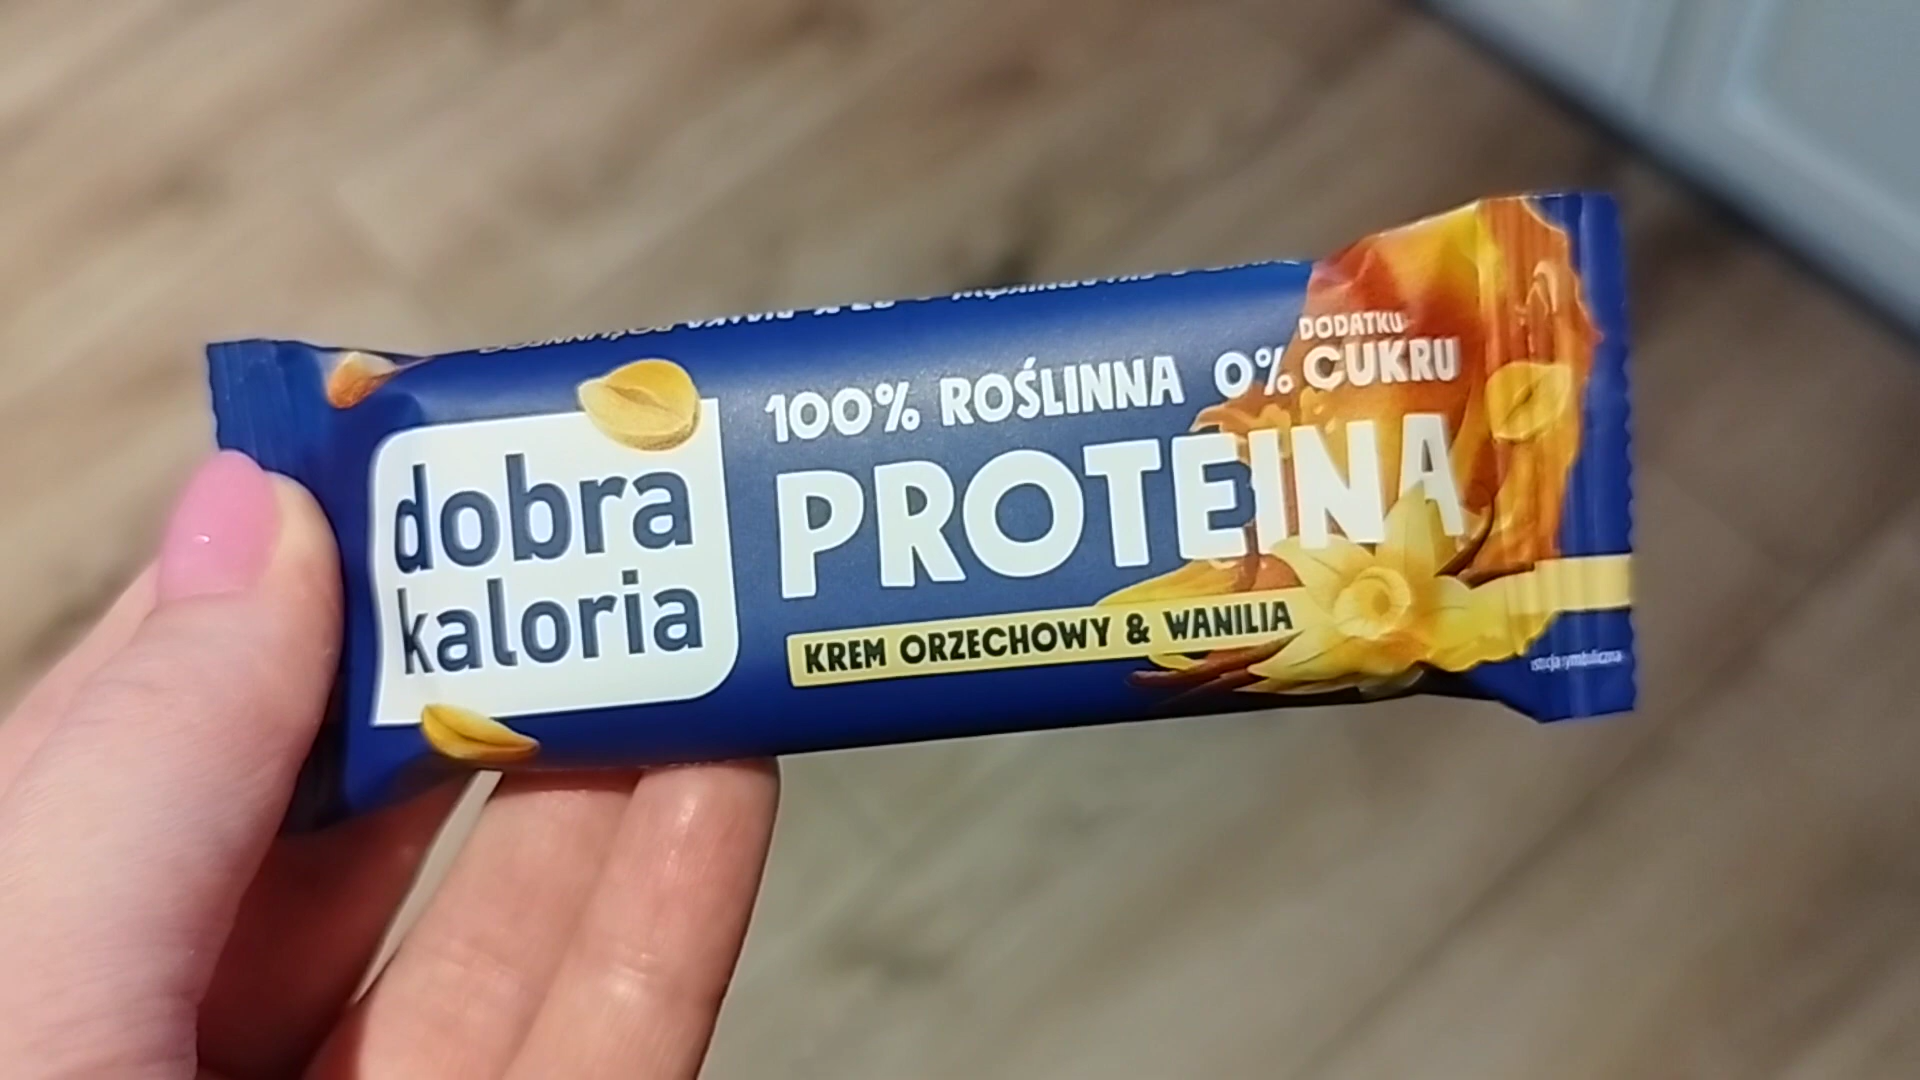 dobra
kaloria
100% ROŚLINNA 0% DODATKU CUKRU
PROTEINA
KREM ORZECHOWY & WANILIA